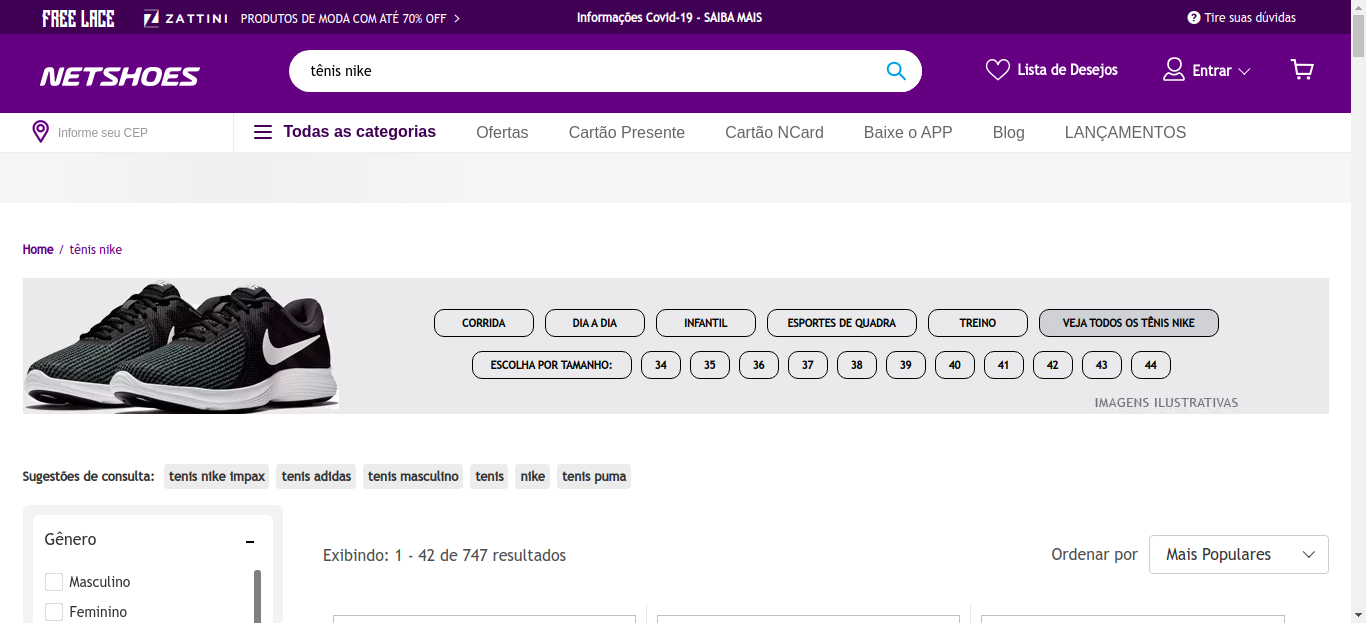 FREE LACE ZATTINI PRODUTOS DE MODA COM ATÉ 70% OFF Informações Covid-19 - SAIBA MAIS ? Tire suas dúvidas
NETSHOES tênis nike Lista de Desejos Entrar
Informe seu CEP Todas as categorias Ofertas Cartão Presente Cartão NCard Baixe o APP Blog LANÇAMENTOS
Home / tênis nike
CORRIDA DIA A DIA INFANTIL ESPORTES DE QUADRA TREINO VEJA TODOS OS TÊNIS NIKE
ESCOLHA POR TAMANHO: 34 35 36 37 38 39 40 41 42 43 44
IMAGENS ILUSTRATIVAS
Sugestões de consulta: tenis nike impax tenis adidas tenis masculino tenis nike tenis puma
Gênero
Exibindo: 1 - 42 de 747 resultados Ordenar por Mais Populares
Masculino
Feminino